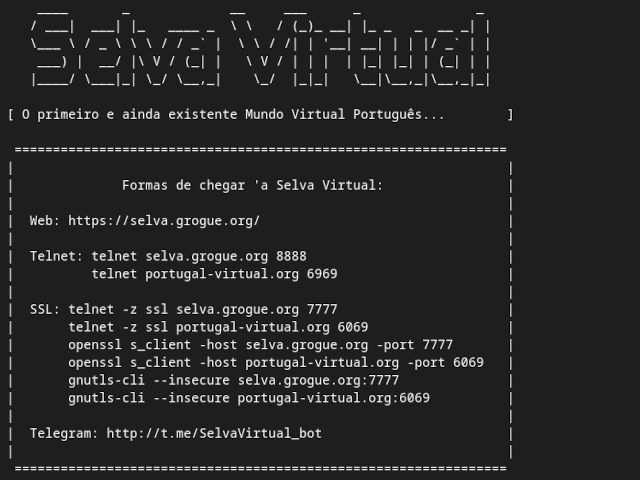 Selva Virtual
[ O primeiro e ainda existente Mundo Virtual Português... ]
Formas de chegar 'a Selva Virtual:
Web: https://selva.grogue.org/
Telnet: telnet selva.grogue.org 8888
telnet portugal-virtual.org 6969
SSL: telnet -z ssl selva.grogue.org 7777
telnet -z ssl portugal-virtual.org 6069
openssl s_client -host selva.grogue.org -port 7777
openssl s_client -host portugal-virtual.org -port 6069
gnutls-cli --insecure selva.grogue.org:7777
gnutls-cli --insecure portugal-virtual.org:6069
Telegram: http://t.me/SelvaVirtual_bot